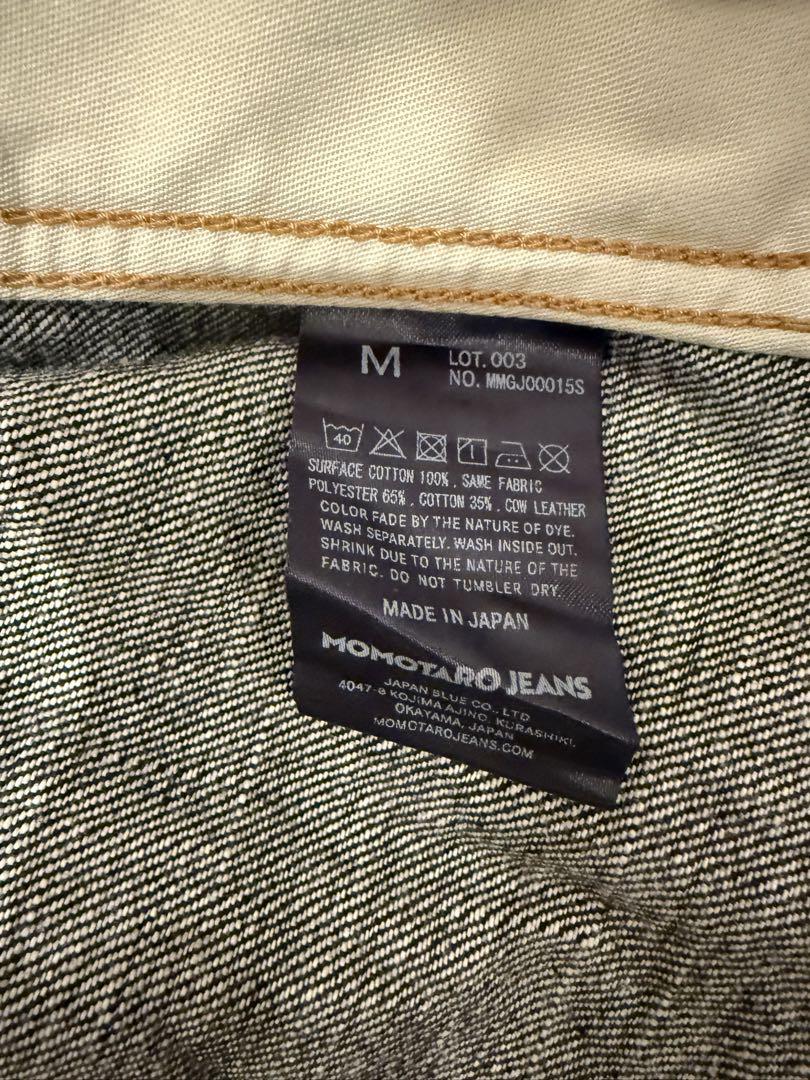 M
LOT. 003
NO. MMGJ00015S
40
SURFACE COTTON 100%. SAME FABRIC
POLYESTER 65%. COTTON 35%. COW LEATHER
COLOR FADE BY THE NATURE OF DYE.
WASH SEPARATELY. WASH INSIDE OUT.
SHRINK DUE TO THE NATURE OF THE
FABRIC. DO NOT TUMBLER DRY.
MADE IN JAPAN
MOMOTARO JEANS
JAPAN BLUE CO., LTD
4047-8 KOJIMA AJINO, KURASHIKI,
OKAYAMA, JAPAN
MOMOTAROJEANS.COM